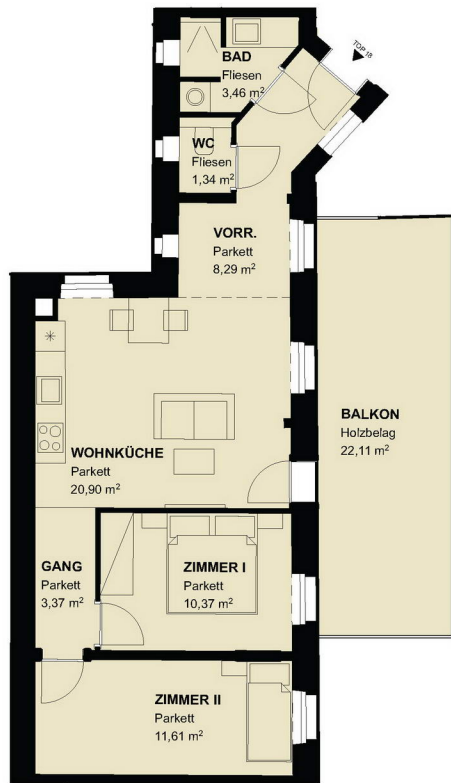 TOP 18
BAD
Fliesen
3,46 m²
WC
Fliesen
1,34 m²
VORR.
Parkett
8,29 m²
BALKON
Holzbelag
22,11 m²
WOHNKÜCHE
Parkett
20,90 m²
GANG
Parkett
3,37 m²
ZIMMER I
Parkett
10,37 m²
ZIMMER II
Parkett
11,61 m²